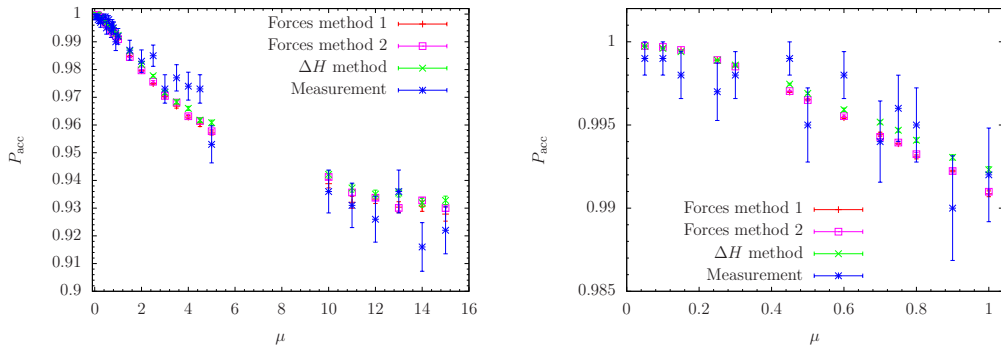 1
0.99
0.98
0.97
0.96
0.95
0.94
0.93
0.92
0.91
0.9
0 2 4 6 8 10 12 14 16
P_acc
μ
Forces method 1
Forces method 2
ΔH method
Measurement
1
0.995
0.99
0.985
0 0.2 0.4 0.6 0.8 1
P_acc
μ
Forces method 1
Forces method 2
ΔH method
Measurement